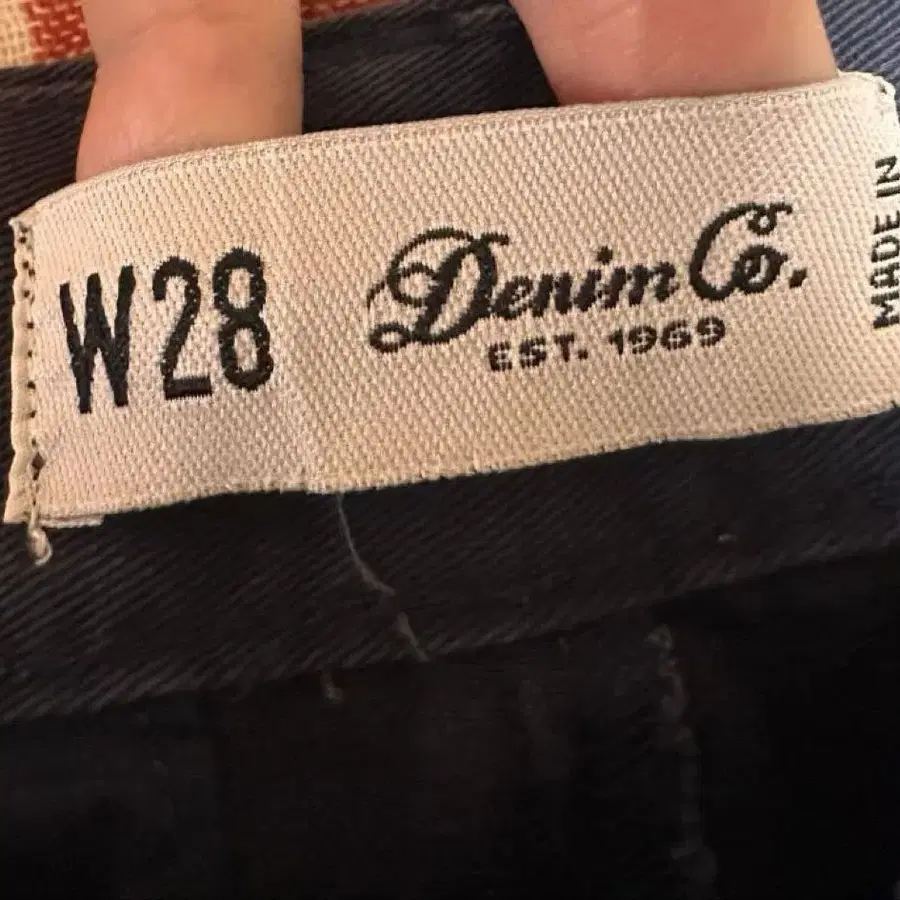 W28
Denim Co.
EST. 1969
MADE IN